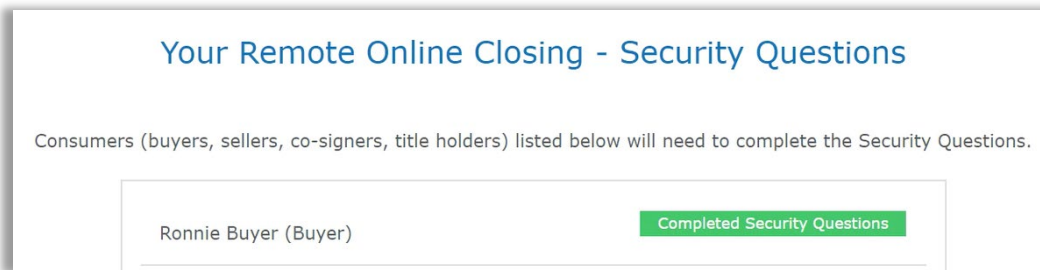 Your Remote Online Closing - Security Questions
Consumers (buyers, sellers, co-signers, title holders) listed below will need to complete the Security Questions.
Ronnie Buyer (Buyer)
Completed Security Questions